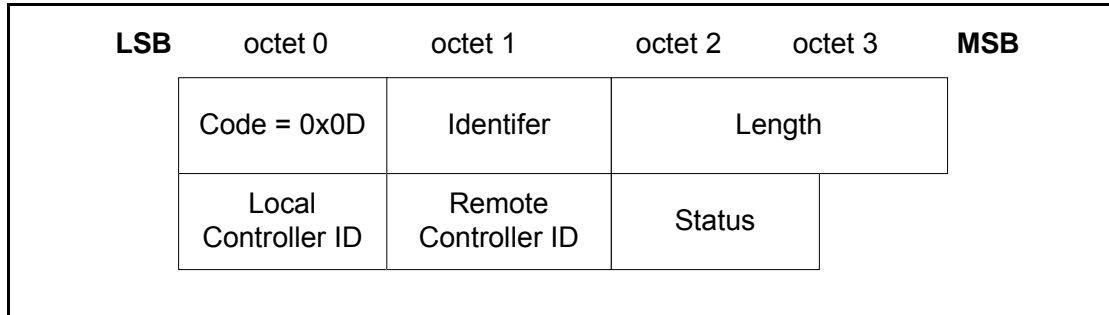 LSB octet 0 octet 1 octet 2 octet 3 MSB
Code = 0x0D Identifer Length
Local Remote
Controller ID Controller ID Status